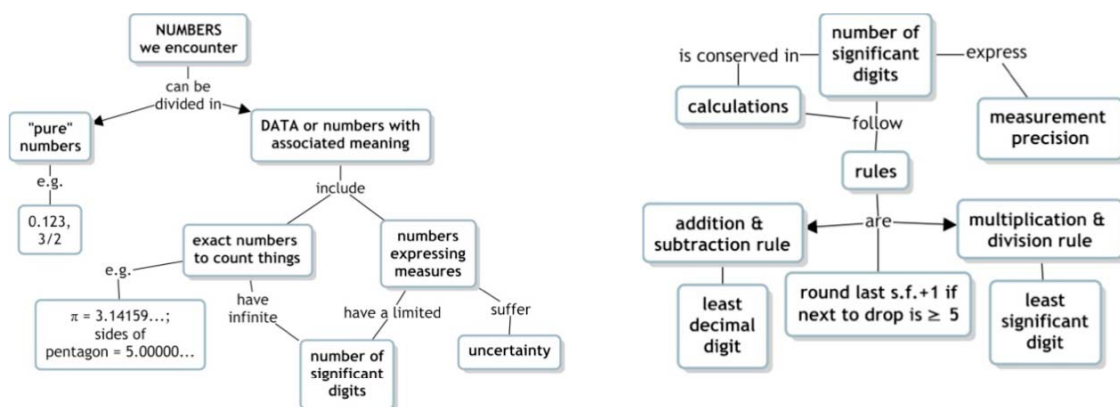 NUMBERS
we encounter
can be
divided in
"pure"
numbers
e.g.
0.123,
3/2
DATA or numbers with
associated meaning
include
exact numbers
to count things
e.g.
π = 3.14159...;
sides of
pentagon = 5.00000...
have
infinite
numbers
expressing
measures
have a limited
number of
significant
digits
suffer
uncertainty
number of
significant
digits
is conserved in
calculations
express
measurement
precision
follow
rules
are
addition &
subtraction rule
least
decimal
digit
round last s.f.+1 if
next to drop is ≥ 5
multiplication &
division rule
least
significant
digit